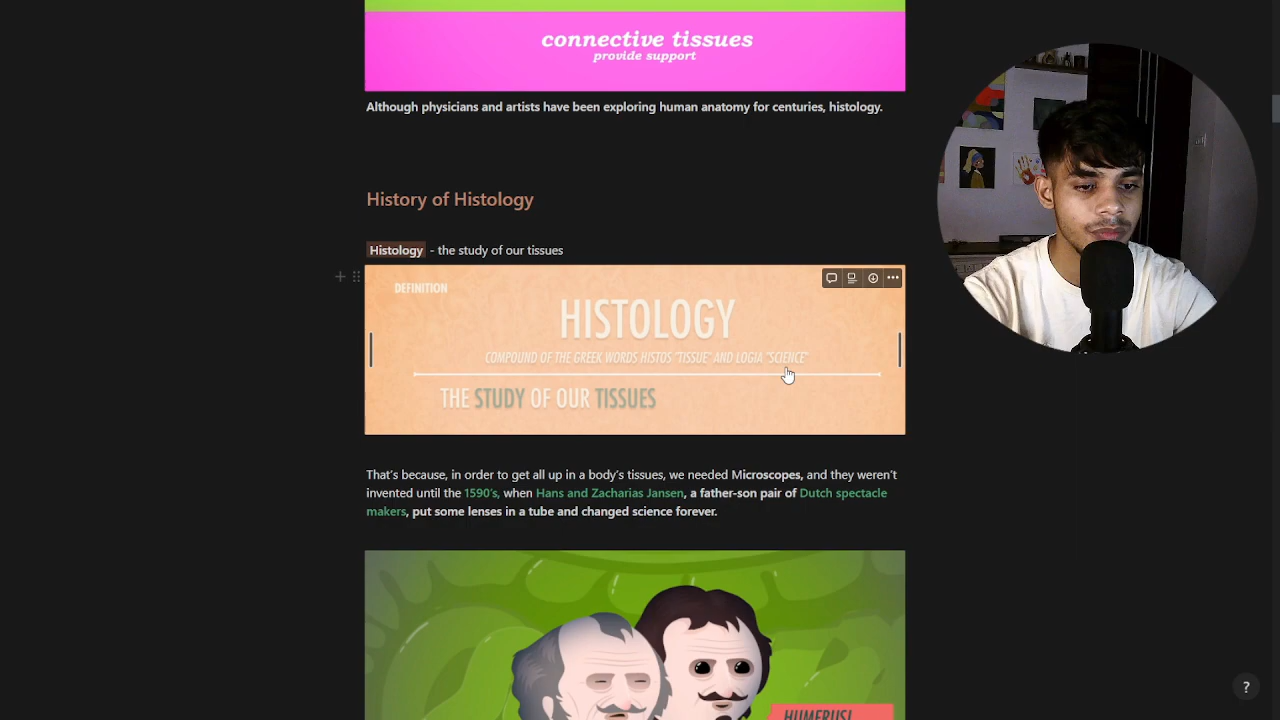 connective tissues
provide support
Although physicians and artists have been exploring human anatomy for centuries, histology.
History of Histology
Histology - the study of our tissues
DEFINITION
HISTOLOGY
COMPOUND OF THE GREEK WORDS HISTOS "TISSUE" AND LOGIA "SCIENCE"
THE STUDY OF OUR TISSUES
That's because, in order to get all up in a body's tissues, we needed Microscopes, and they weren't
invented until the 1590's, when Hans and Zacharias Jansen, a father-son pair of Dutch spectacle
makers, put some lenses in a tube and changed science forever.
HUMERUS!
?